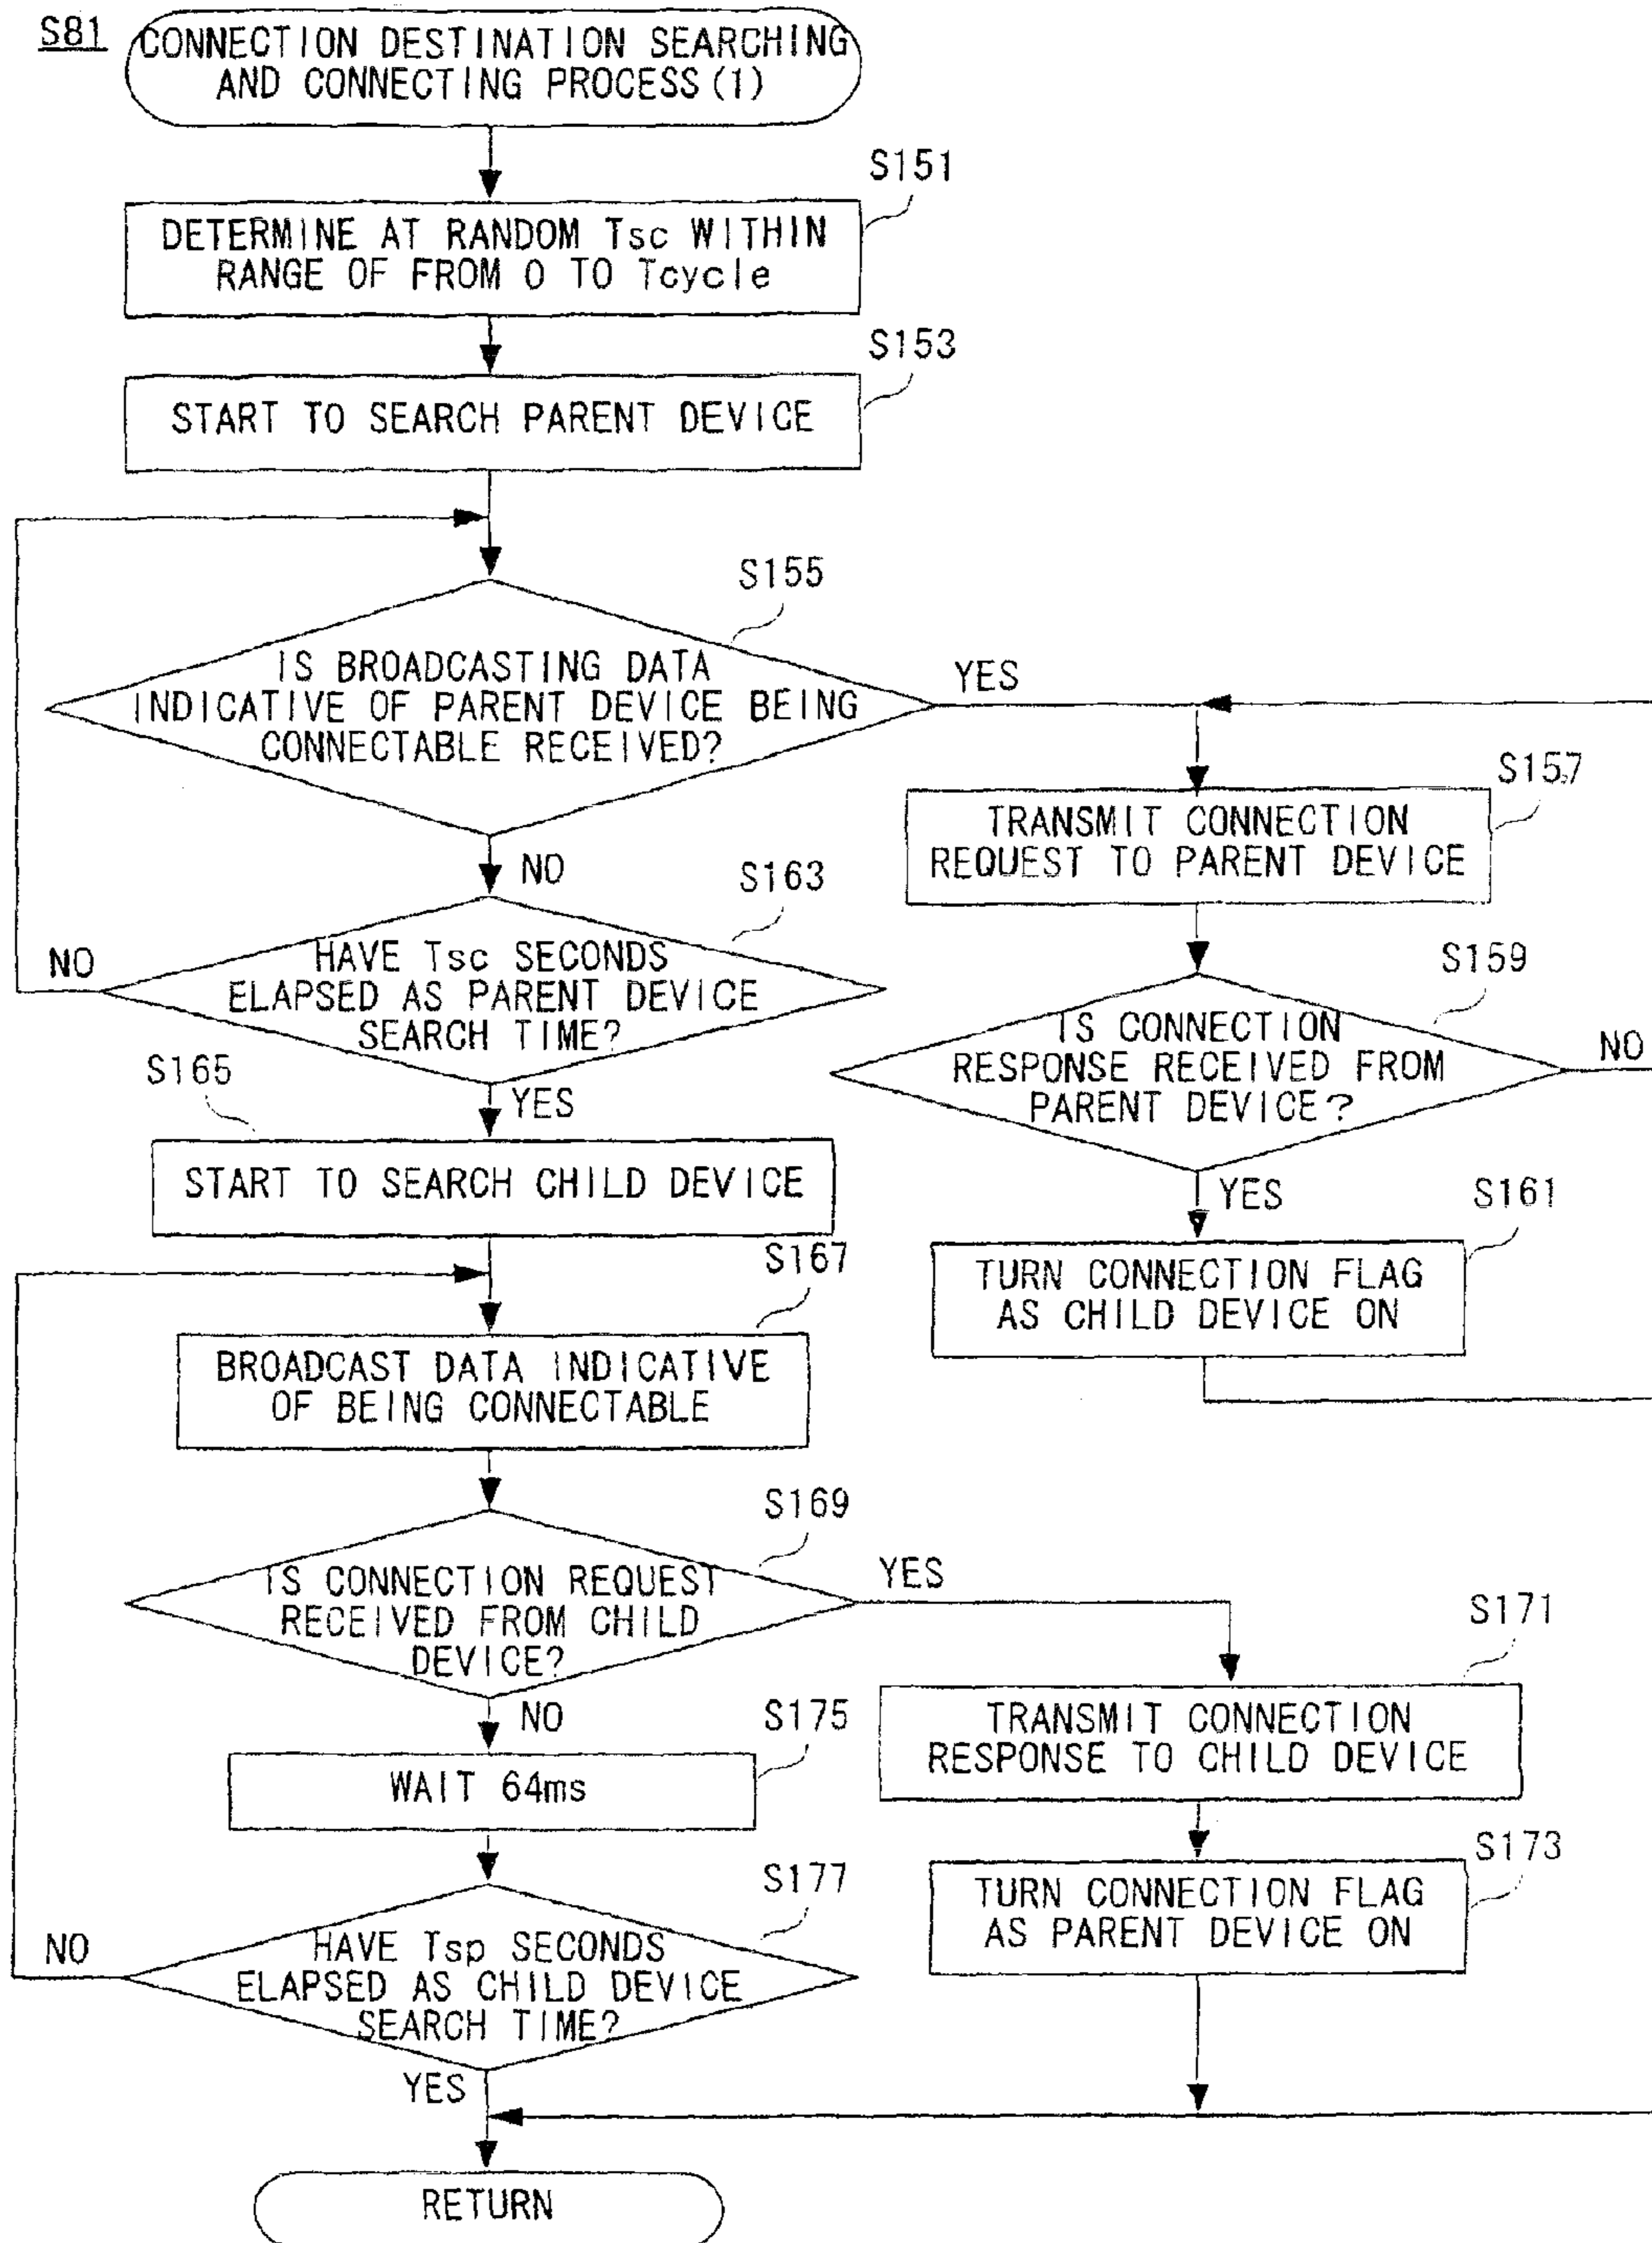 S81
CONNECTION DESTINATION SEARCHING
AND CONNECTING PROCESS(1)
S151
DETERMINE AT RANDOM Tsc WITHIN
RANGE OF FROM 0 TO Tcycle
S153
START TO SEARCH PARENT DEVICE
S155
IS BROADCASTING DATA
INDICATIVE OF PARENT DEVICE BEING
CONNECTABLE RECEIVED?
YES
S157
TRANSMIT CONNECTION
REQUEST TO PARENT DEVICE
NO
S163
HAVE Tsc SECONDS
ELAPSED AS PARENT DEVICE
SEARCH TIME?
NO
S159
IS CONNECTION
RESPONSE RECEIVED FROM
PARENT DEVICE?
NO
S165
YES
START TO SEARCH CHILD DEVICE
YES
S161
TURN CONNECTION FLAG
AS CHILD DEVICE ON
S167
BROADCAST DATA INDICATIVE
OF BEING CONNECTABLE
S169
IS CONNECTION REQUEST
RECEIVED FROM CHILD
DEVICE?
YES
S171
TRANSMIT CONNECTION
RESPONSE TO CHILD DEVICE
NO
S175
WAIT 64ms
S173
TURN CONNECTION FLAG
AS PARENT DEVICE ON
S177
HAVE Tsp SECONDS
ELAPSED AS CHILD DEVICE
SEARCH TIME?
NO
YES
RETURN